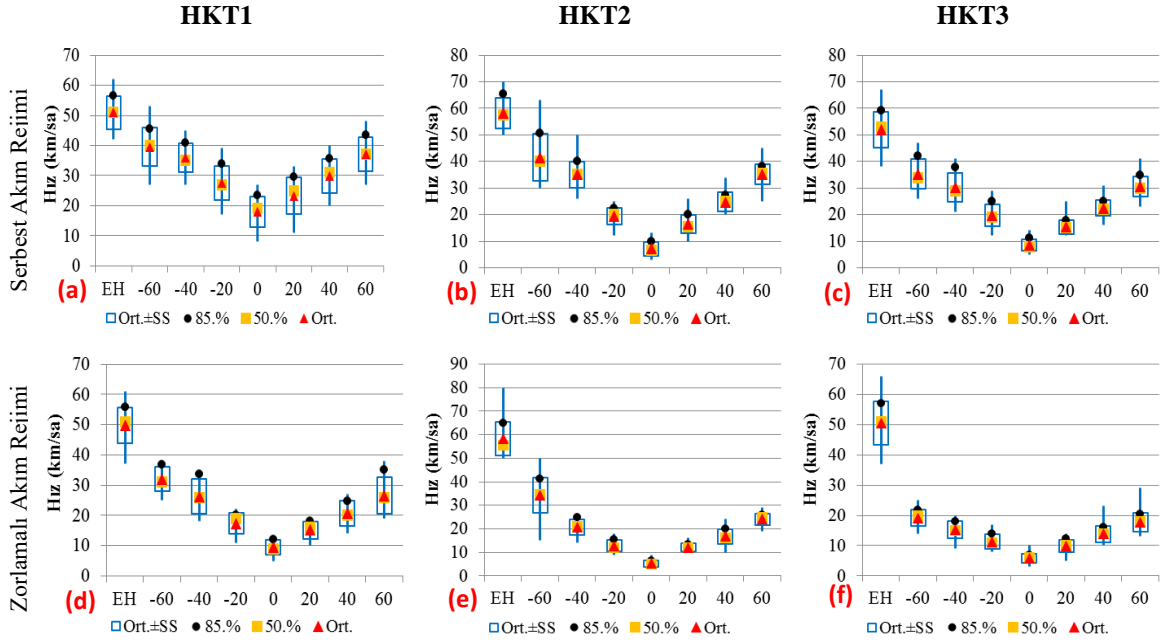 HKT1 HKT2 HKT3
Serbest Akım Rejimi
Hız (km/sa)
70
60
50
40
30
20
10
0
EH -60 -40 -20 0 20 40 60
(a)
Ort.±SS 85.% 50.% Ort.
Hız (km/sa)
80
70
60
50
40
30
20
10
0
EH -60 -40 -20 0 20 40 60
(b)
Ort.±SS 85.% 50.% Ort.
Hız (km/sa)
80
70
60
50
40
30
20
10
0
EH -60 -40 -20 0 20 40 60
(c)
Ort.±SS 85.% 50.% Ort.
Zorlamalı Akım Rejimi
Hız (km/sa)
70
60
50
40
30
20
10
0
EH -60 -40 -20 0 20 40 60
(d)
Ort.±SS 85.% 50.% Ort.
Hız (km/sa)
90
80
70
60
50
40
30
20
10
0
EH -60 -40 -20 0 20 40 60
(e)
Ort.±SS 85.% 50.% Ort.
Hız (km/sa)
70
60
50
40
30
20
10
0
EH -60 -40 -20 0 20 40 60
(f)
Ort.±SS 85.% 50.% Ort.